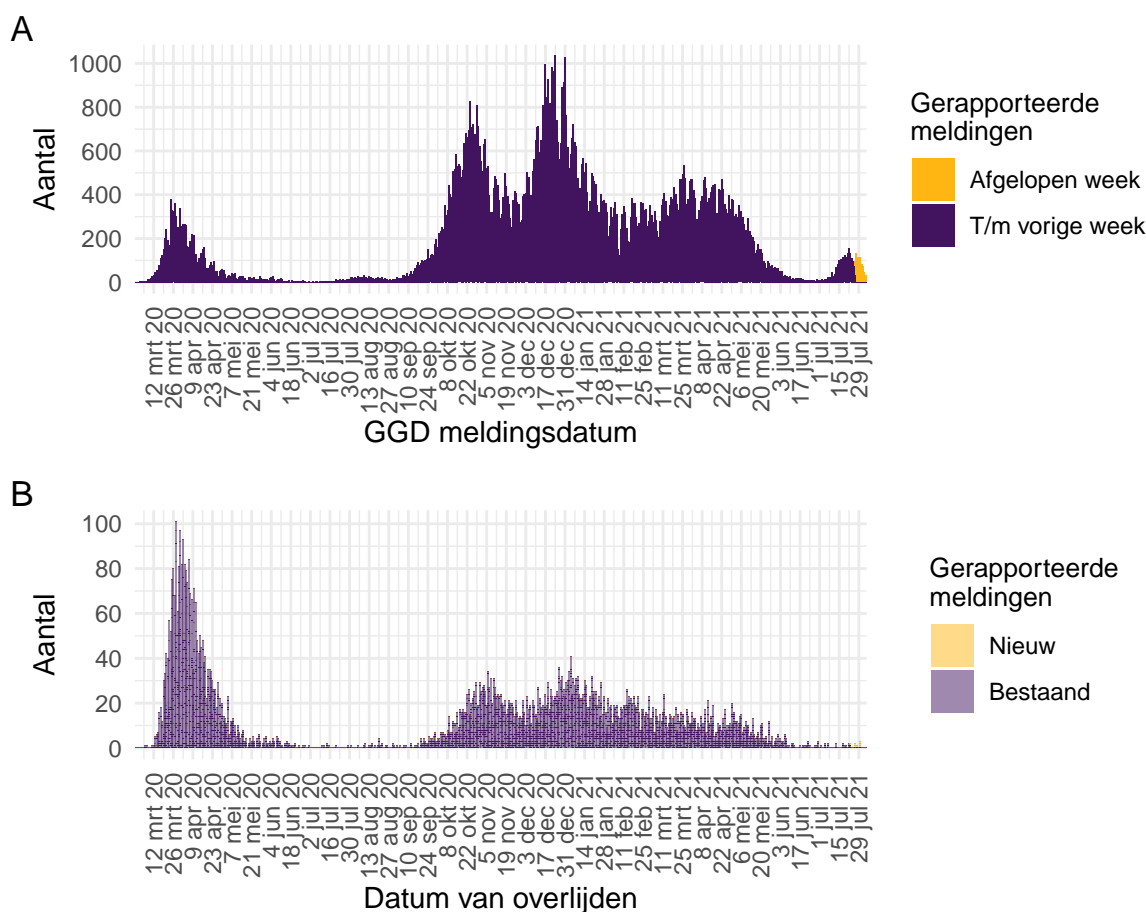 A
1000
800
600
400
200
0
Aantal
12 mrt 20
26 mrt 20
9 apr 20
23 apr 20
7 mei 20
21 mei 20
4 jun 20
18 jun 20
2 jul 20
16 jul 20
30 jul 20
13 aug 20
27 aug 20
10 sep 20
24 sep 20
8 okt 20
22 okt 20
5 nov 20
19 nov 20
3 dec 20
17 dec 20
31 dec 20
14 jan 21
28 jan 21
11 feb 21
25 feb 21
11 mrt 21
25 mrt 21
8 apr 21
22 apr 21
6 mei 21
20 mei 21
3 jun 21
17 jun 21
1 jul 21
15 jul 21
29 jul 21
GGD meldingsdatum
Gerapporteerde
meldingen
Afgelopen week
T/m vorige week
B
100
80
60
40
20
0
Aantal
12 mrt 20
26 mrt 20
9 apr 20
23 apr 20
7 mei 20
21 mei 20
4 jun 20
18 jun 20
2 jul 20
16 jul 20
30 jul 20
13 aug 20
27 aug 20
10 sep 20
24 sep 20
8 okt 20
22 okt 20
5 nov 20
19 nov 20
3 dec 20
17 dec 20
31 dec 20
14 jan 21
28 jan 21
11 feb 21
25 feb 21
11 mrt 21
25 mrt 21
8 apr 21
22 apr 21
6 mei 21
20 mei 21
3 jun 21
17 jun 21
1 jul 21
15 jul 21
29 jul 21
Datum van overlijden
Gerapporteerde
meldingen
Nieuw
Bestaand